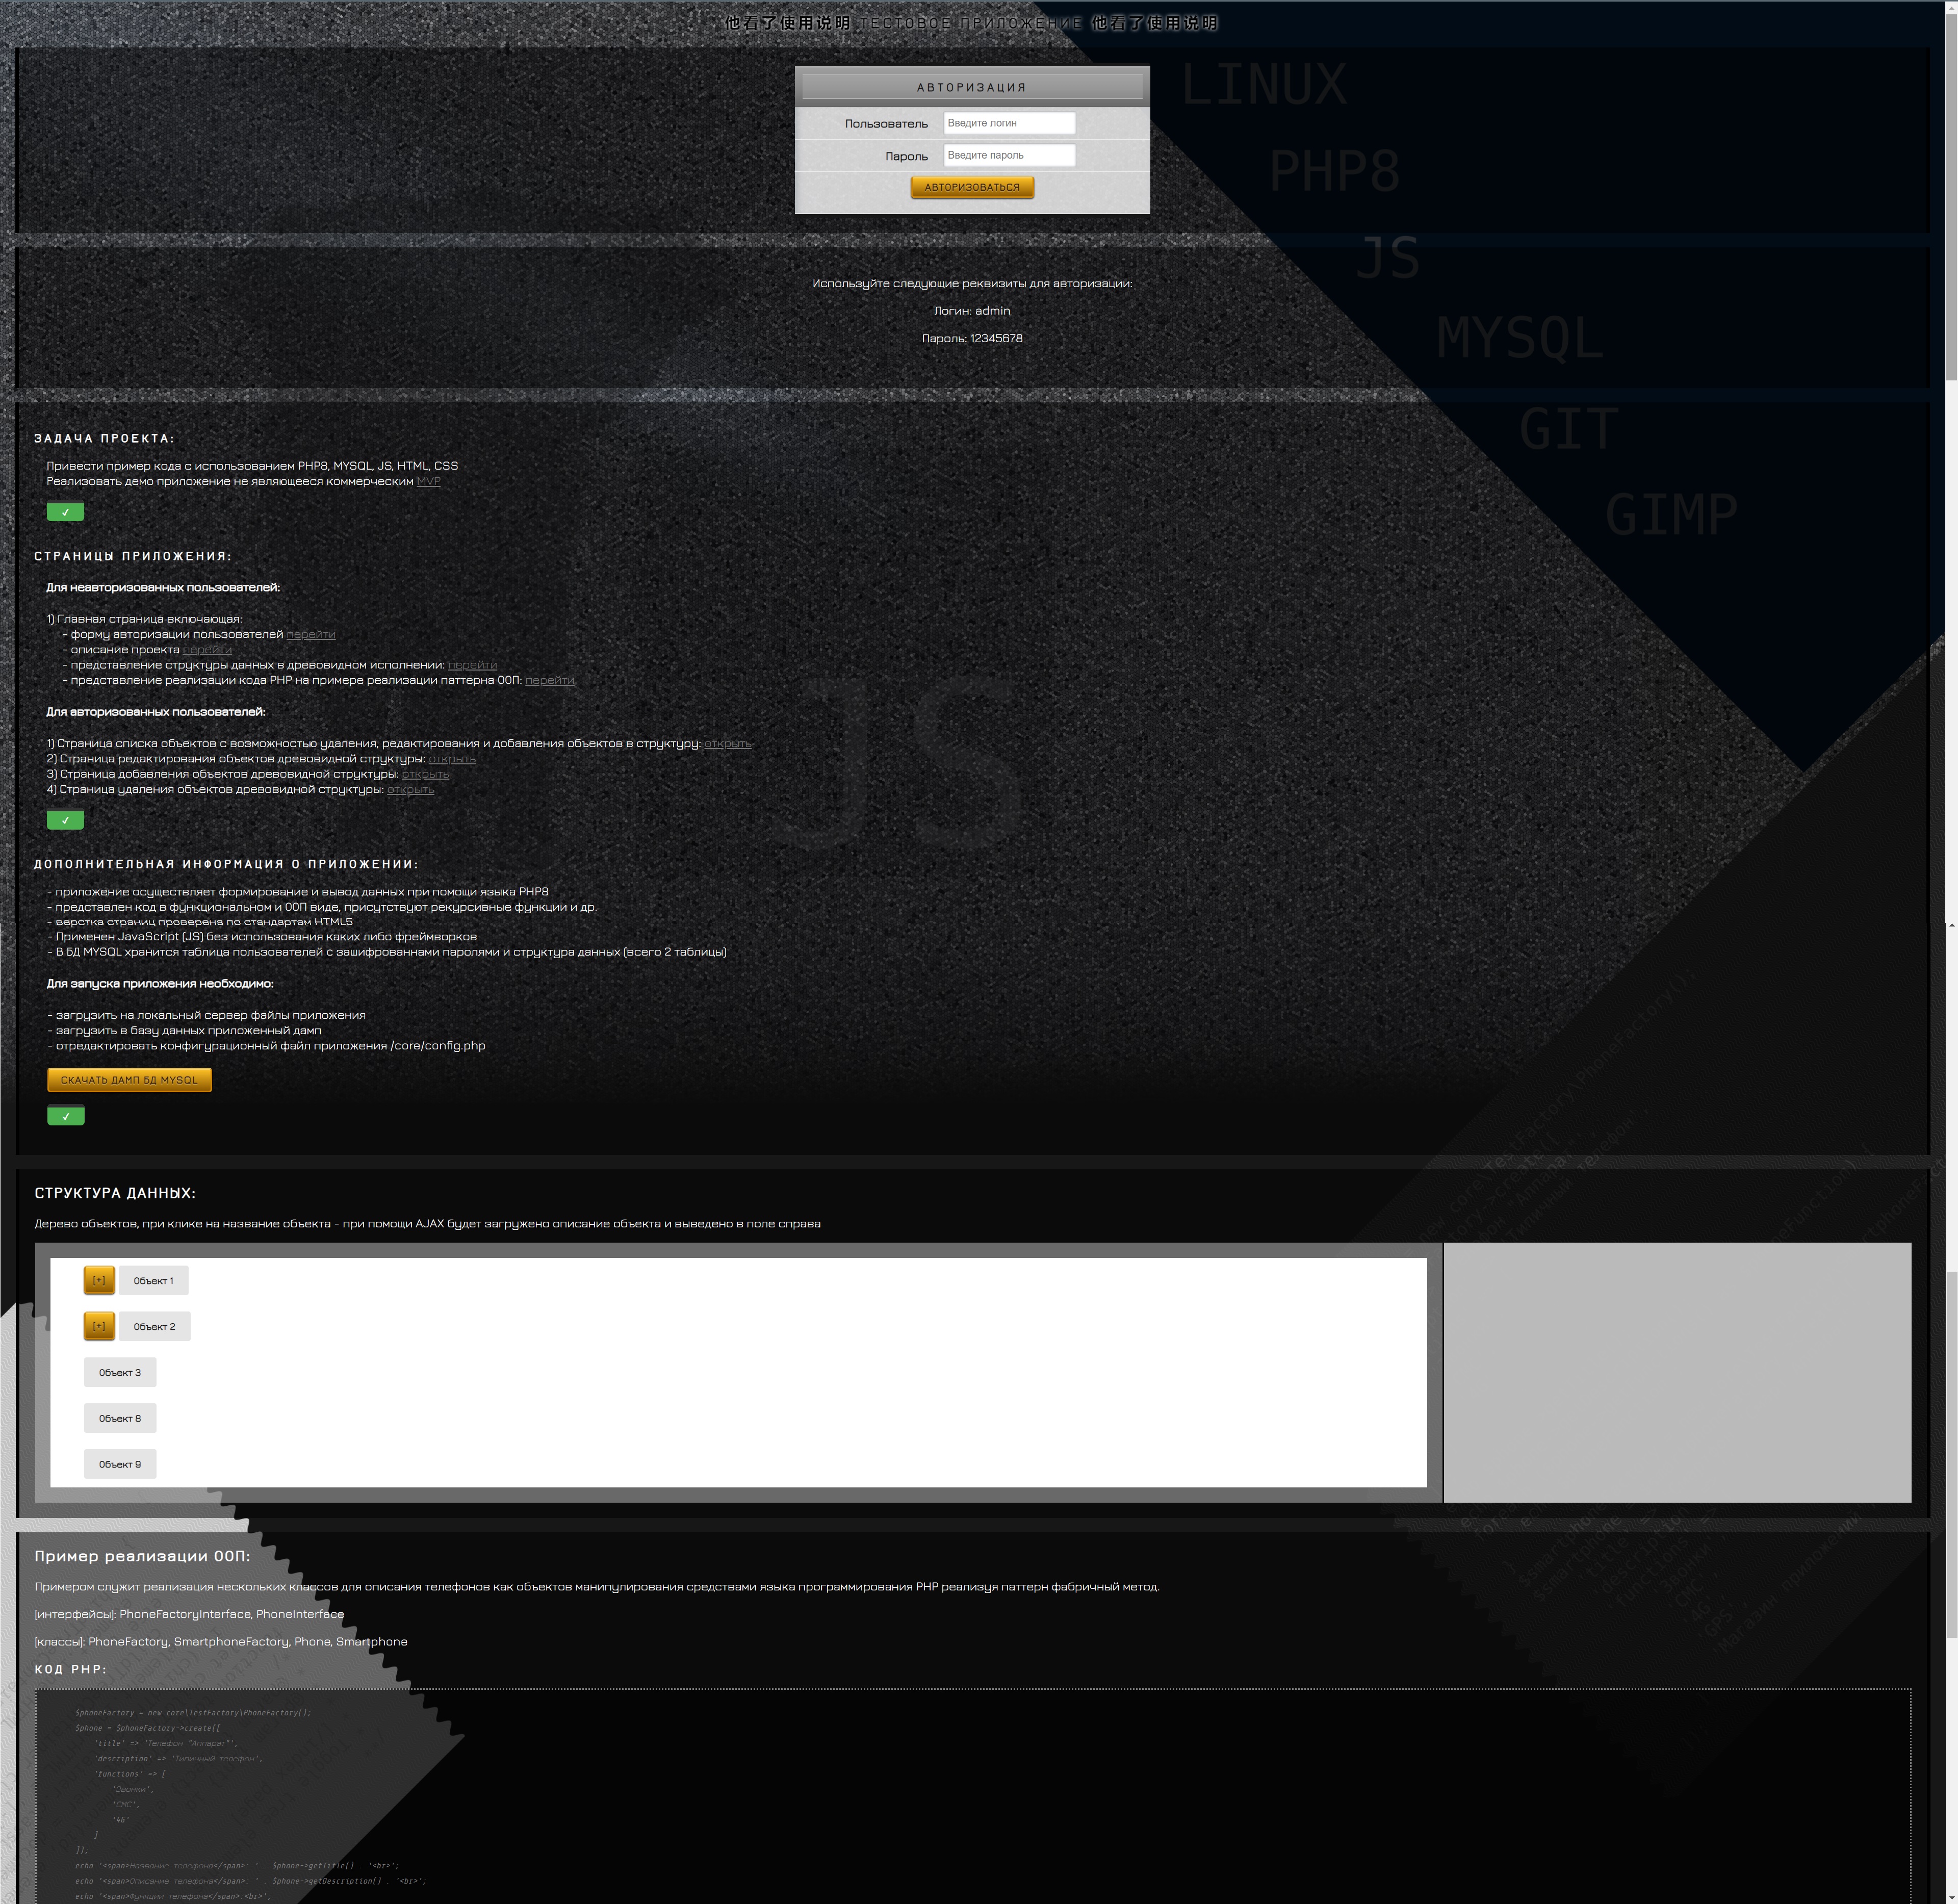 他看了使用说明 ТЕСТОВОЕ ПРИЛОЖЕНИЕ 他看了使用说明
АВТОРИЗАЦИЯ
Пользователь Введите логин
Пароль Введите пароль
АВТОРИЗОВАТЬСЯ
LINUX
PHP8
JS
MYSQL
GIT
GIMP
Используйте следующие реквизиты для авторизации:
Логин: admin
Пароль: 12345678
ЗАДАЧА ПРОЕКТА:
Привести пример кода с использованием PHP8, MYSQL, JS, HTML, CSS
Реализовать демо приложение не являющееся коммерческим MVP
✓
СТРАНИЦЫ ПРИЛОЖЕНИЯ:
Для неавторизованных пользователей:
1) Главная страница включающая:
- форму авторизации пользователей перейти
- описание проекта перейти
- представление структуры данных в древовидном исполнении: перейти
- представление реализации кода PHP на примере реализации паттерна ООП: перейти
JS
Для авторизованных пользователей:
1) Страница списка объектов с возможностью удаления, редактирования и добавления объектов в структуру: открыть
2) Страница редактирования объектов древовидной структуры: открыть
3) Страница добавления объектов древовидной структуры: открыть
4) Страница удаления объектов древовидной структуры: открыть
✓
ДОПОЛНИТЕЛЬНАЯ ИНФОРМАЦИЯ О ПРИЛОЖЕНИИ:
- приложение осуществляет формирование и вывод данных при помощи языка PHP8
- представлен код в функциональном и ООП виде, присутствуют рекурсивные функции и др.
- верстка страниц проверена по стандартам HTML5
- Применен JavaScript (JS) без использования каких либо фреймворков
- В БД MYSQL хранится таблица пользователей с зашифрованнами паролями и структура данных (всего 2 таблицы)
Для запуска приложения необходимо:
- загрузить на локальный сервер файлы приложения
- загрузить в базу данных приложенный дамп
- отредактировать конфигурационный файл приложения /core/config.php
СКАЧАТЬ ДАМП БД MYSQL
✓
СТРУКТУРА ДАННЫХ:
Дерево объектов, при клике на название объекта - при помощи AJAX будет загружено описание объекта и выведено в поле справа
[+] Объект 1
[+] Объект 2
Объект 3
Объект 8
Объект 9
Пример реализации ООП:
Примером служит реализация нескольких классов для описания телефонов как объектов манипулирования средствами языка программирования PHP реализуя паттерн фабричный метод.
[интерфейсы]: PhoneFactoryInterface, PhoneInterface
[классы]: PhoneFactory, SmartphoneFactory, Phone, Smartphone
КОД PHP:
$phoneFactory = new core\TestFactory\PhoneFactory();
$phone = $phoneFactory->create([
'title' => 'Телефон "Аппарат"',
'description' => 'Типичный телефон',
'functions' => [
'Звонки',
'СМС',
'4G'
]
]);
echo '<span>Название телефона</span>: ' . $phone->getTitle() . '<br>';
echo '<span>Описание телефона</span>: ' . $phone->getDescription() . '<br>';
echo '<span>Функции телефона</span>:<br>';